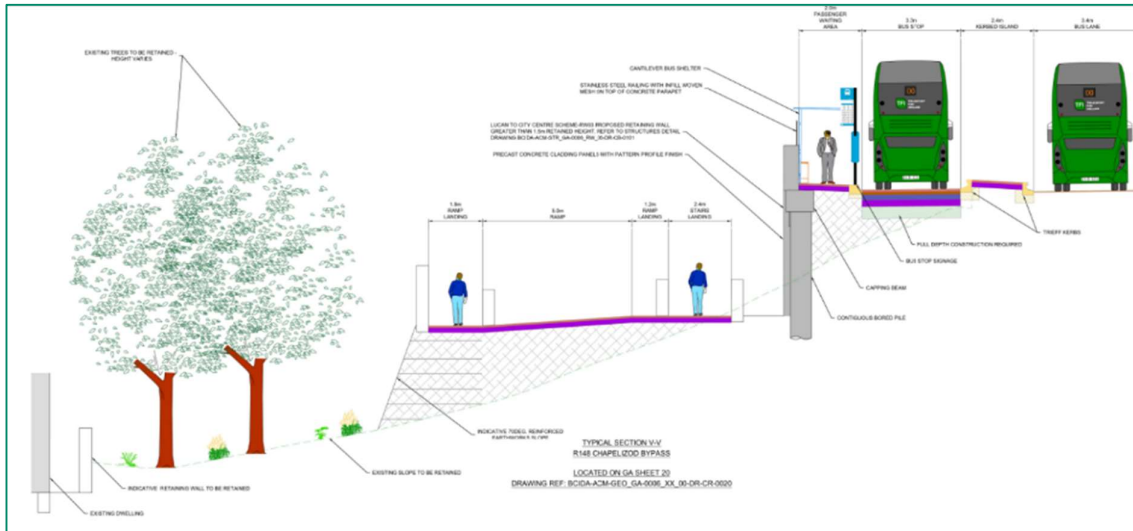 2.0m
PASSENGER
WAITING
AREA
3.3m
BUS STOP
2.4m
KERBED ISLAND
3.4m
BUS LANE
EXISTING TREES TO BE RETAINED -
HEIGHT VARIES
CANTILEVER BUS SHELTER
STAINLESS STEEL RAILING WITH INFILL WOVEN
MESH ON TOP OF CONCRETE PARAPET
LUCAN TO CITY CENTRE SCHEME-RW03 PROPOSED RETAINING WALL
GREATER THAN 1.5m RETAINED HEIGHT. REFER TO STRUCTURES DETAIL
PRECAST CONCRETE CLADDING PANELS WITH PATTERN PROFILE FINISH
1.8m
RAMP
LANDING
RAMP
1.2m
RAMP
LANDING
2.4m
STAIRS
LANDING
TRIEFF KERBS
FULL DEPTH CONSTRUCTION REQUIRED
BUS STOP SIGNAGE
CAPPING BEAM
CONTIGUOUS BORED PILE
INDICATIVE 70DEG. REINFORCED
EARTHWORKS SLOPE
EXISTING SLOPE TO BE RETAINED
INDICATIVE RETAINING WALL TO BE RETAINED
EXISTING DWELLING
TYPICAL SECTION V-V
R148 CHAPELIZOD BYPASS
LOCATED ON GA SHEET 20
DRAWING REF: BCIDA-ACM-GEO_GA-0006_XX_00-DR-CR-0020